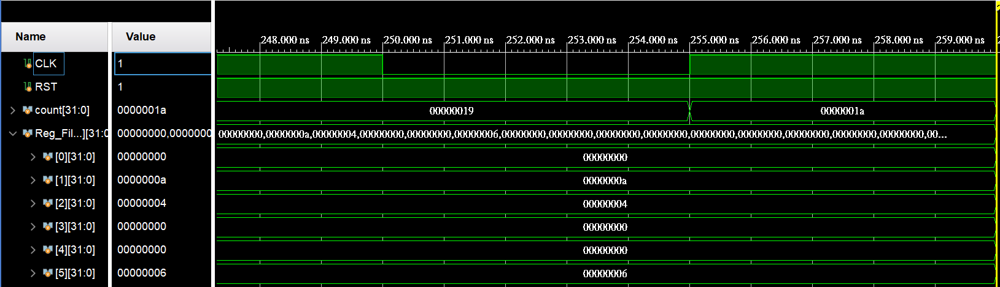 Name Value 248.000 ns 249.000 ns 250.000 ns 251.000 ns 252.000 ns 253.000 ns 254.000 ns 255.000 ns 256.000 ns 257.000 ns 258.000 ns 259.000 ns
CLK 1
RST 1
count[31:0] 0000001a 00000019 0000001a
Reg_Fil...][31:0 00000000,0000000 00000000,0000000a,00000004,00000000,00000000,00000006,00000000,00000000,00000000,00000000,00000000,00000000,00000000,00000000,00000000,00...
[0][31:0] 00000000 00000000
[1][31:0] 0000000a 0000000a
[2][31:0] 00000004 00000004
[3][31:0] 00000000 00000000
[4][31:0] 00000000 00000000
[5][31:0] 00000006 00000006